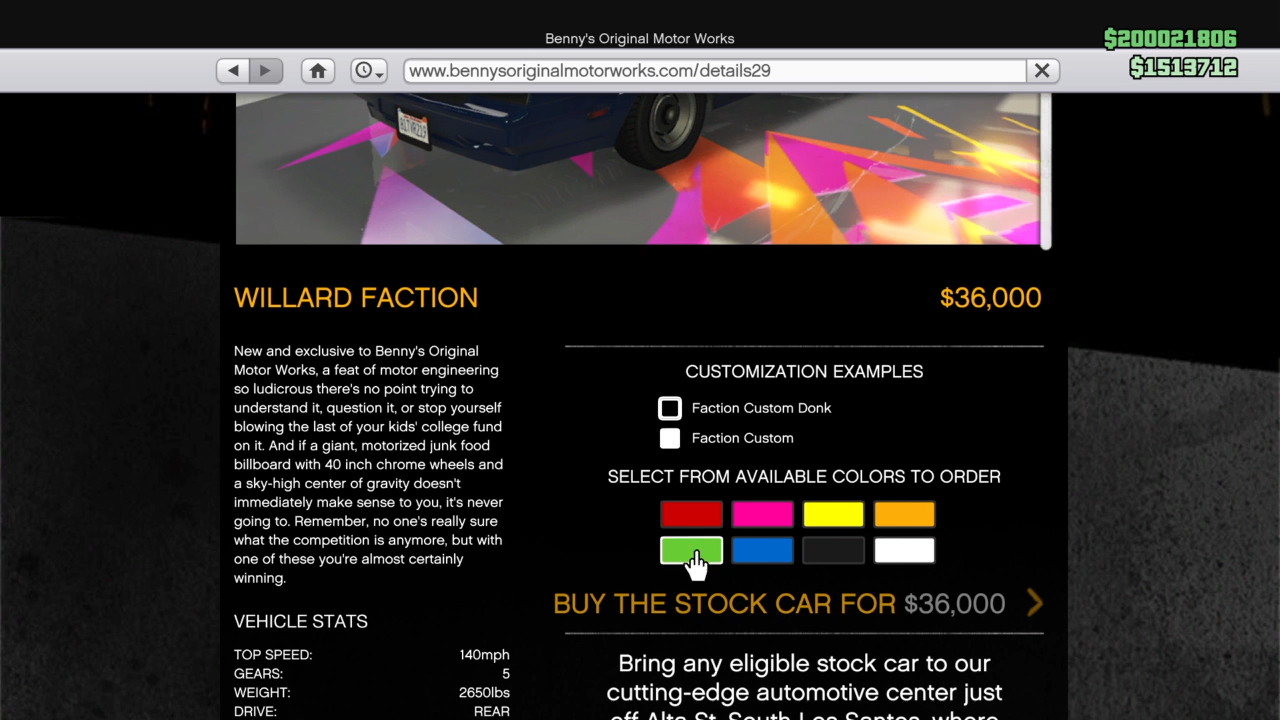 Benny's Original Motor Works
$200021806
$1513712
www.bennysoriginalmotorworks.com/details29
WILLARD FACTION
$36,000
New and exclusive to Benny's Original
Motor Works, a feat of motor engineering
so ludicrous there's no point trying to
understand it, question it, or stop yourself
blowing the last of your kids' college fund
on it. And if a giant, motorized junk food
billboard with 40 inch chrome wheels and
a sky-high center of gravity doesn't
immediately make sense to you, it's never
going to. Remember, no one's really sure
what the competition is anymore, but with
one of these you're almost certainly
winning.
VEHICLE STATS
TOP SPEED: 140mph
GEARS: 5
WEIGHT: 2650lbs
DRIVE: REAR
CUSTOMIZATION EXAMPLES
Faction Custom Donk
Faction Custom
SELECT FROM AVAILABLE COLORS TO ORDER
BUY THE STOCK CAR FOR $36,000
Bring any eligible stock car to our
cutting-edge automotive center just
off Alta St, South Los Santos, where